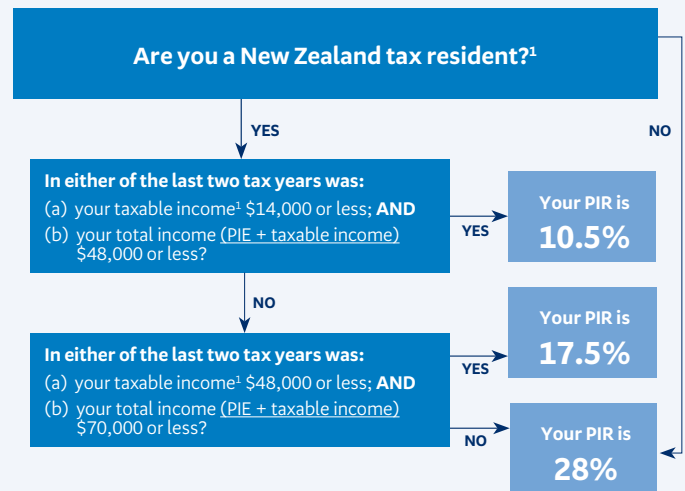 Are you a New Zealand tax resident?¹
YES
NO
In either of the last two tax years was:
(a) your taxable income¹ $14,000 or less; AND
(b) your total income (PIE + taxable income)
$48,000 or less?
YES
Your PIR is
10.5%
NO
In either of the last two tax years was:
(a) your taxable income¹ $48,000 or less; AND
(b) your total income (PIE + taxable income)
$70,000 or less?
YES
Your PIR is
17.5%
NO
Your PIR is
28%